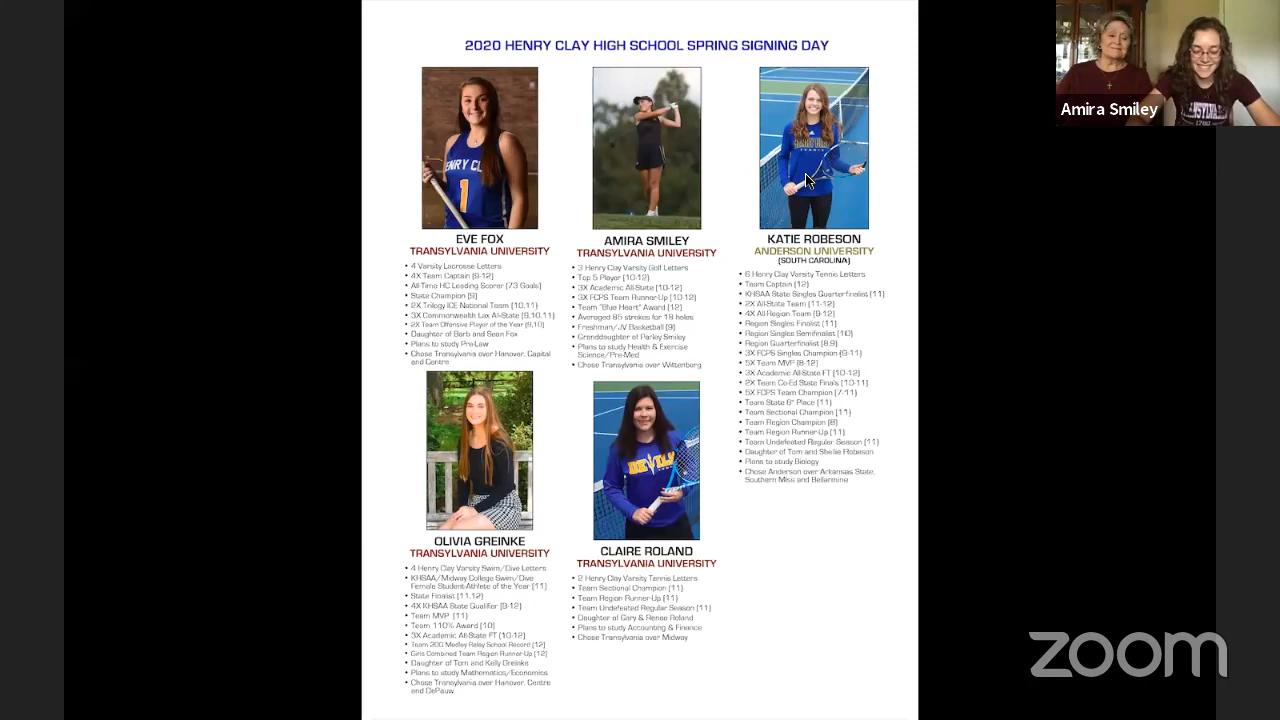 2020 HENRY CLAY HIGH SCHOOL SPRING SIGNING DAY
HENRY CL
1
EVE FOX
TRANSYLVANIA UNIVERSITY
• 4 Varsity Lacrosse Letters
• 4X Team Captain (9-12)
• All-Time HC Leading Scorer (73 Goals)
• State Champion (9)
• 2X Trilogy ICE National Team (10,11)
• 3X Commonwealth Lax All-State (9,10,11)
• 2X Team Offensive Player of the Year (9,10)
• Daughter of Barb and Sean Fox
• Plans to study Pre-Law
• Chose Transylvania over Hanover, Capital
and Centre
AMIRA SMILEY
TRANSYLVANIA UNIVERSITY
• 3 Henry Clay Varsity Golf Letters
• Top 5 Player (10-12)
• 3X Academic All-State (10-12)
• 3X FCPS Team Runner-Up (10-12)
• Team "Blue Heart" Award (12)
• Averaged 85 strokes for 18 holes
• Freshman/JV Basketball (9)
• Granddaughter of Parley Smiley
• Plans to study Health & Exercise
Science/Pre-Med
• Chose Transylvania over Wittenberg
HENRY CLAY
TENNIS
KATIE ROBESON
ANDERSON UNIVERSITY
(SOUTH CAROLINA)
• 6 Henry Clay Varsity Tennis Letters
• Team Captain (12)
• KHSAA State Singles Quarterfinalist (11)
• 2X All-State Team (11-12)
• 4X All-Region Team (9-12)
• Region Singles Finalist (11)
• Region Singles Semifinalist (10)
• Region Quarterfinalist (8,9)
• 3X FCPS Singles Champion (9-11)
• 5X Team MVP (8-12)
• 3X Academic All-State FT (10-12)
• 2X Team Co-Ed State Finals (10-11)
• 5X FCPS Team Champion (7-11)
• Team State 6th Place (11)
• Team Sectional Champion (11)
• Team Region Champion (8)
• Team Region Runner-Up (11)
• Team Undefeated Regular Season (11)
• Daughter of Tom and Shellie Robeson
• Plans to study Biology
• Chose Anderson over Arkansas State,
Southern Miss and Bellarmine
OLIVIA GREINKE
TRANSYLVANIA UNIVERSITY
• 4 Henry Clay Varsity Swim/Dive Letters
• KHSAA/Midway College Swim/Dive
Female Student-Athlete of the Year (11)
• State Finalist (11,12)
• 4X KHSAA State Qualifier (9-12)
• Team MVP (11)
• Team 110% Award (10)
• 3X Academic All-State FT (10-12)
• Team 200 Medley Relay School Record (12)
• Girls Combined Team Region Runner-Up (12)
• Daughter of Tom and Kelly Greinke
• Plans to study Mathematics/Economics
• Chose Transylvania over Hanover, Centre
and DePauw
DEVILS
CLAIRE ROLAND
TRANSYLVANIA UNIVERSITY
• 2 Henry Clay Varsity Tennis Letters
• Team Sectional Champion (11)
• Team Region Runner-Up (11)
• Team Undefeated Regular Season (11)
• Daughter of Gary & Renee Roland
• Plans to study Accounting & Finance
• Chose Transylvania over Midway
Amira Smiley
zoom